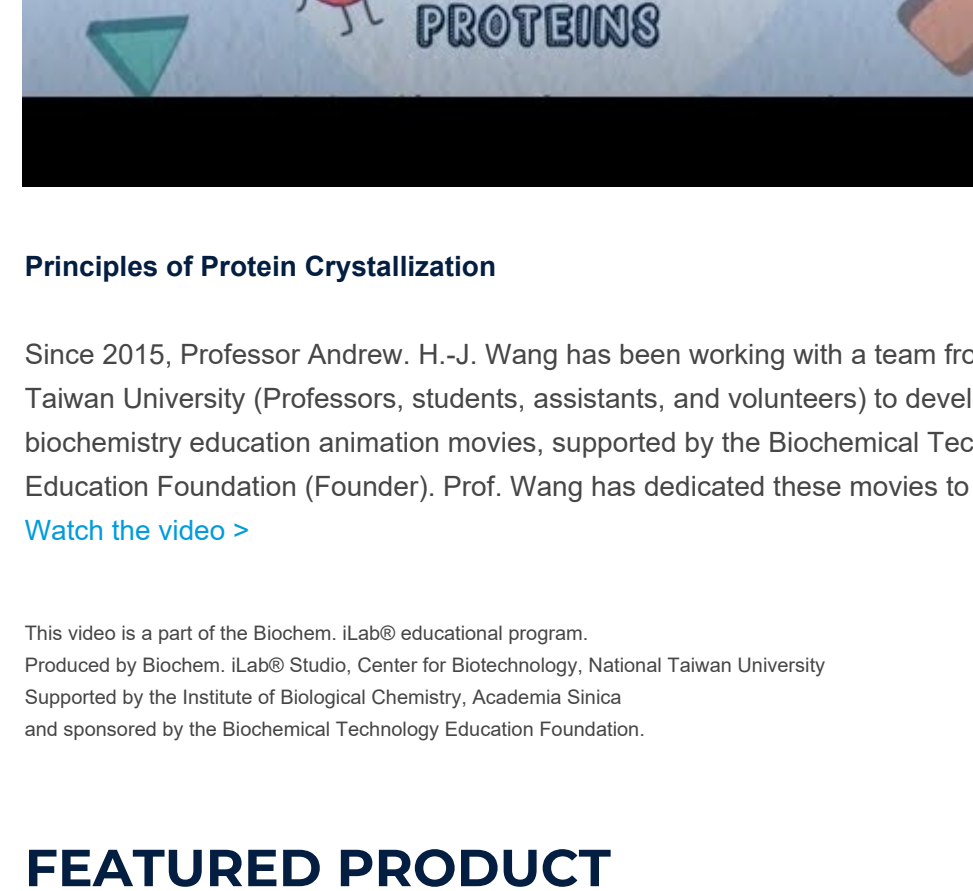 PROTEINS
Principles of Protein Crystallization
Since 2015, Professor Andrew. H.-J. Wang has been working with a team
Taiwan University (Professors, students, assistants, and volunteers) to
biochemistry education animation movies, supported by the Biochemical
Education Foundation (Founder). Prof. Wang has dedicated these movies to
Watch the video >
This video is a part of the Biochem. iLab® educational program.
Produced by Biochem. iLab® Studio, Center for Biotechnology, National Taiwan University
Supported by the Institute of Biological Chemistry, Academia Sinica
and sponsored by the Biochemical Technology Education Foundation.
FEATURED PRODUCT